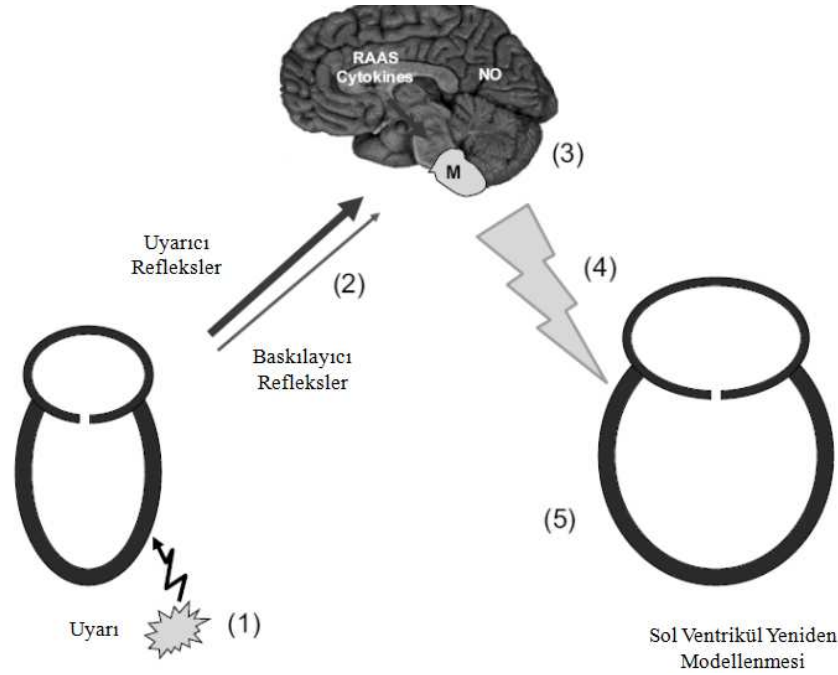 RAAS
Cytokines
NO
(3)
M
Uyarıcı
Refleksler
(2)
(4)
Baskılayıcı
Refleksler
(5)
Uyarı
(1)
Sol Ventrikül Yeniden
Modellenmesi